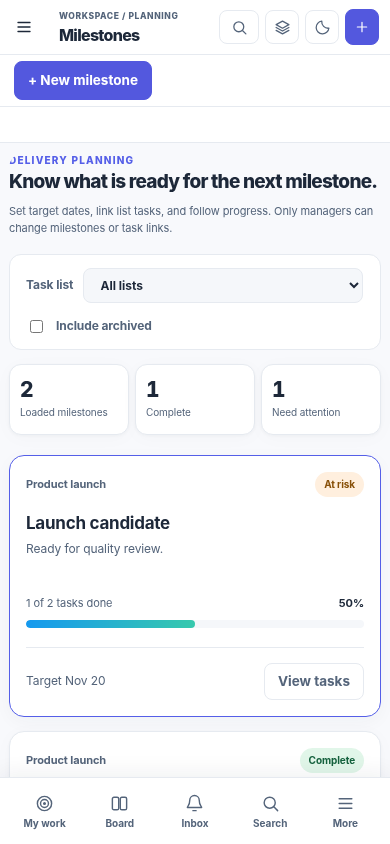 WORKSPACE / PLANNING
Milestones
+ New milestone
DELIVERY PLANNING
Know what is ready for the next milestone.
Set target dates, link list tasks, and follow progress. Only managers can
change milestones or task links.
Task list
All lists
Include archived
2
Loaded milestones
1
Complete
1
Need attention
Product launch
At risk
Launch candidate
Ready for quality review.
1 of 2 tasks done
50%
Target Nov 20
View tasks
Product launch
Complete
My work
Board
Inbox
Search
More